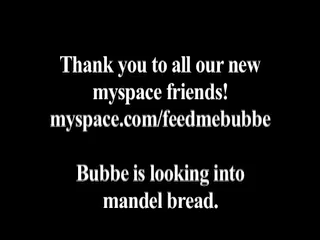 Thank you to all our new
myspace friends!
myspace.com/feedmebubbe
Bubbe is looking into
mandel bread.